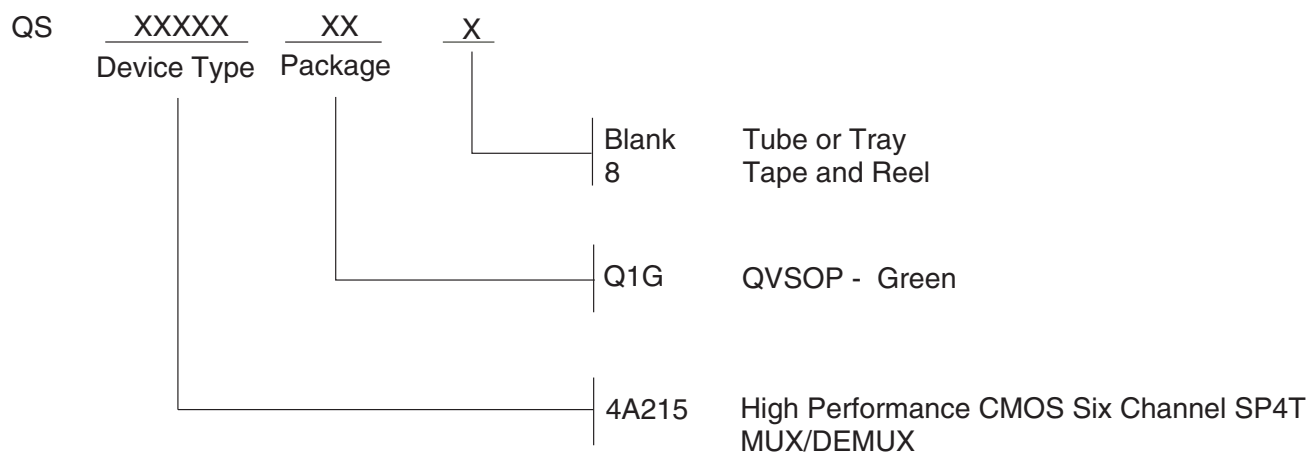 QS XXXXX XX X
Device Type Package
Blank Tube or Tray
8 Tape and Reel
Q1G QVSOP - Green
4A215 High Performance CMOS Six Channel SP4T
MUX/DEMUX